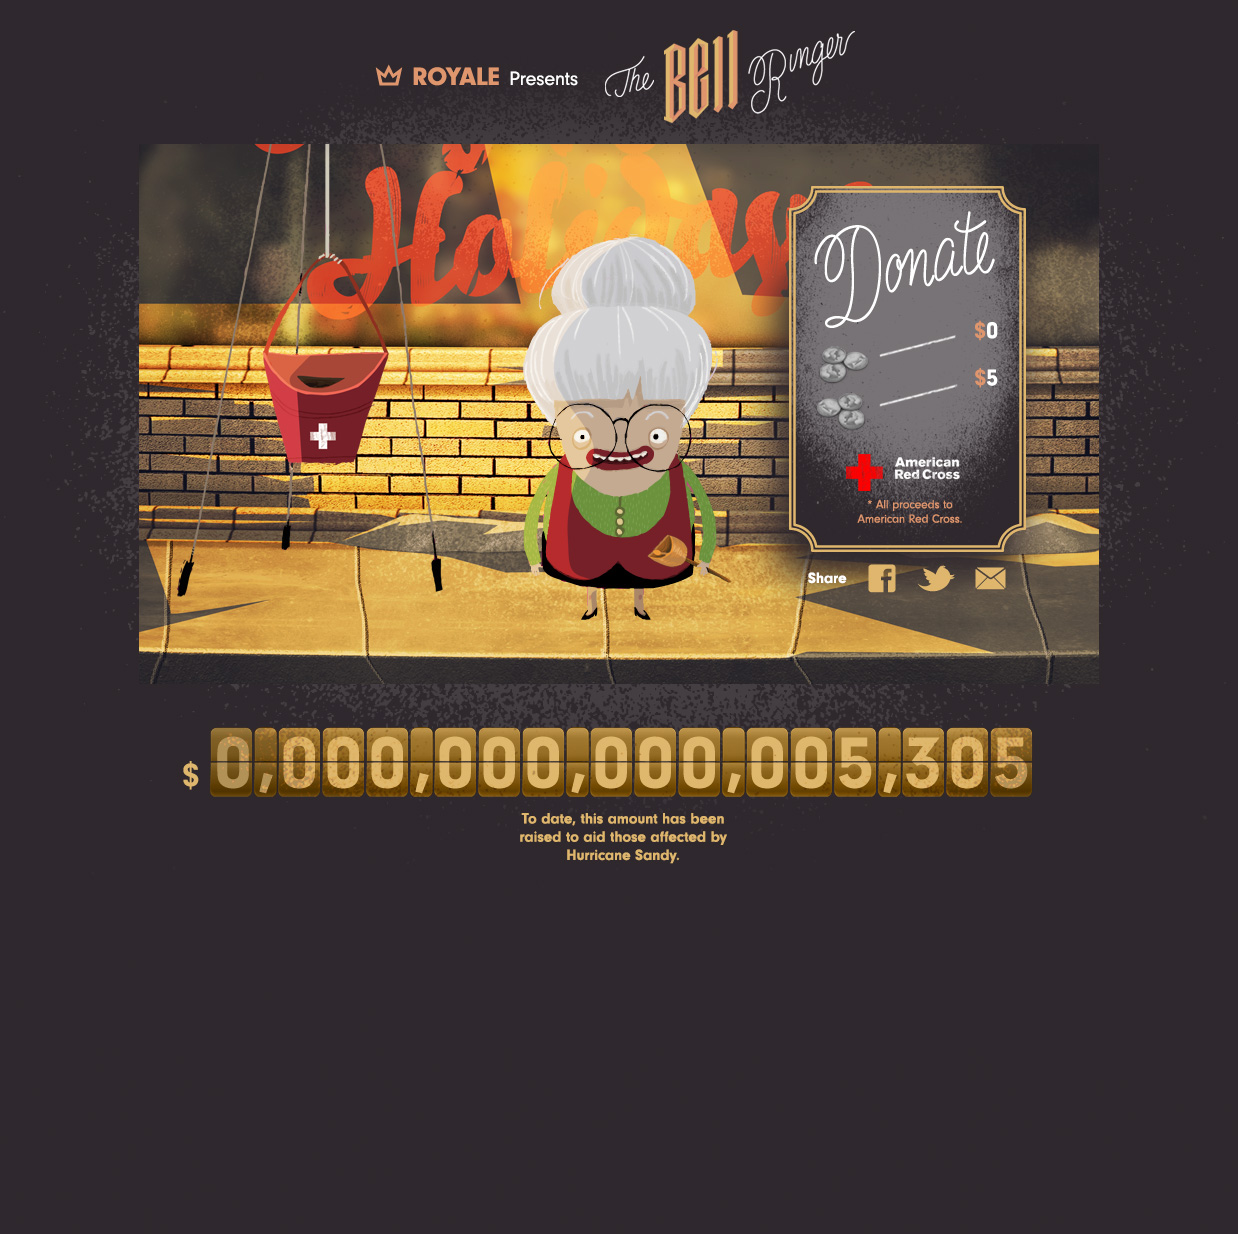 ROYALE Presents The Bell Ringer
Holidays
Donate
$0
$5
American
Red Cross
* All proceeds to
American Red Cross.
Share
$ 0,000,000,000,005,305
To date, this amount has been
raised to aid those affected by
Hurricane Sandy.